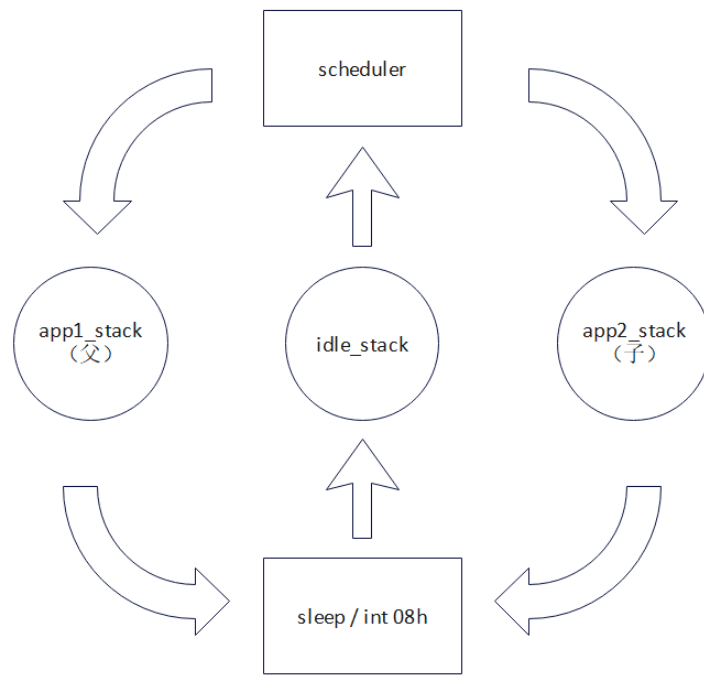 scheduler
app1_stack
（父）
idle_stack
app2_stack
（子）
sleep / int 08h